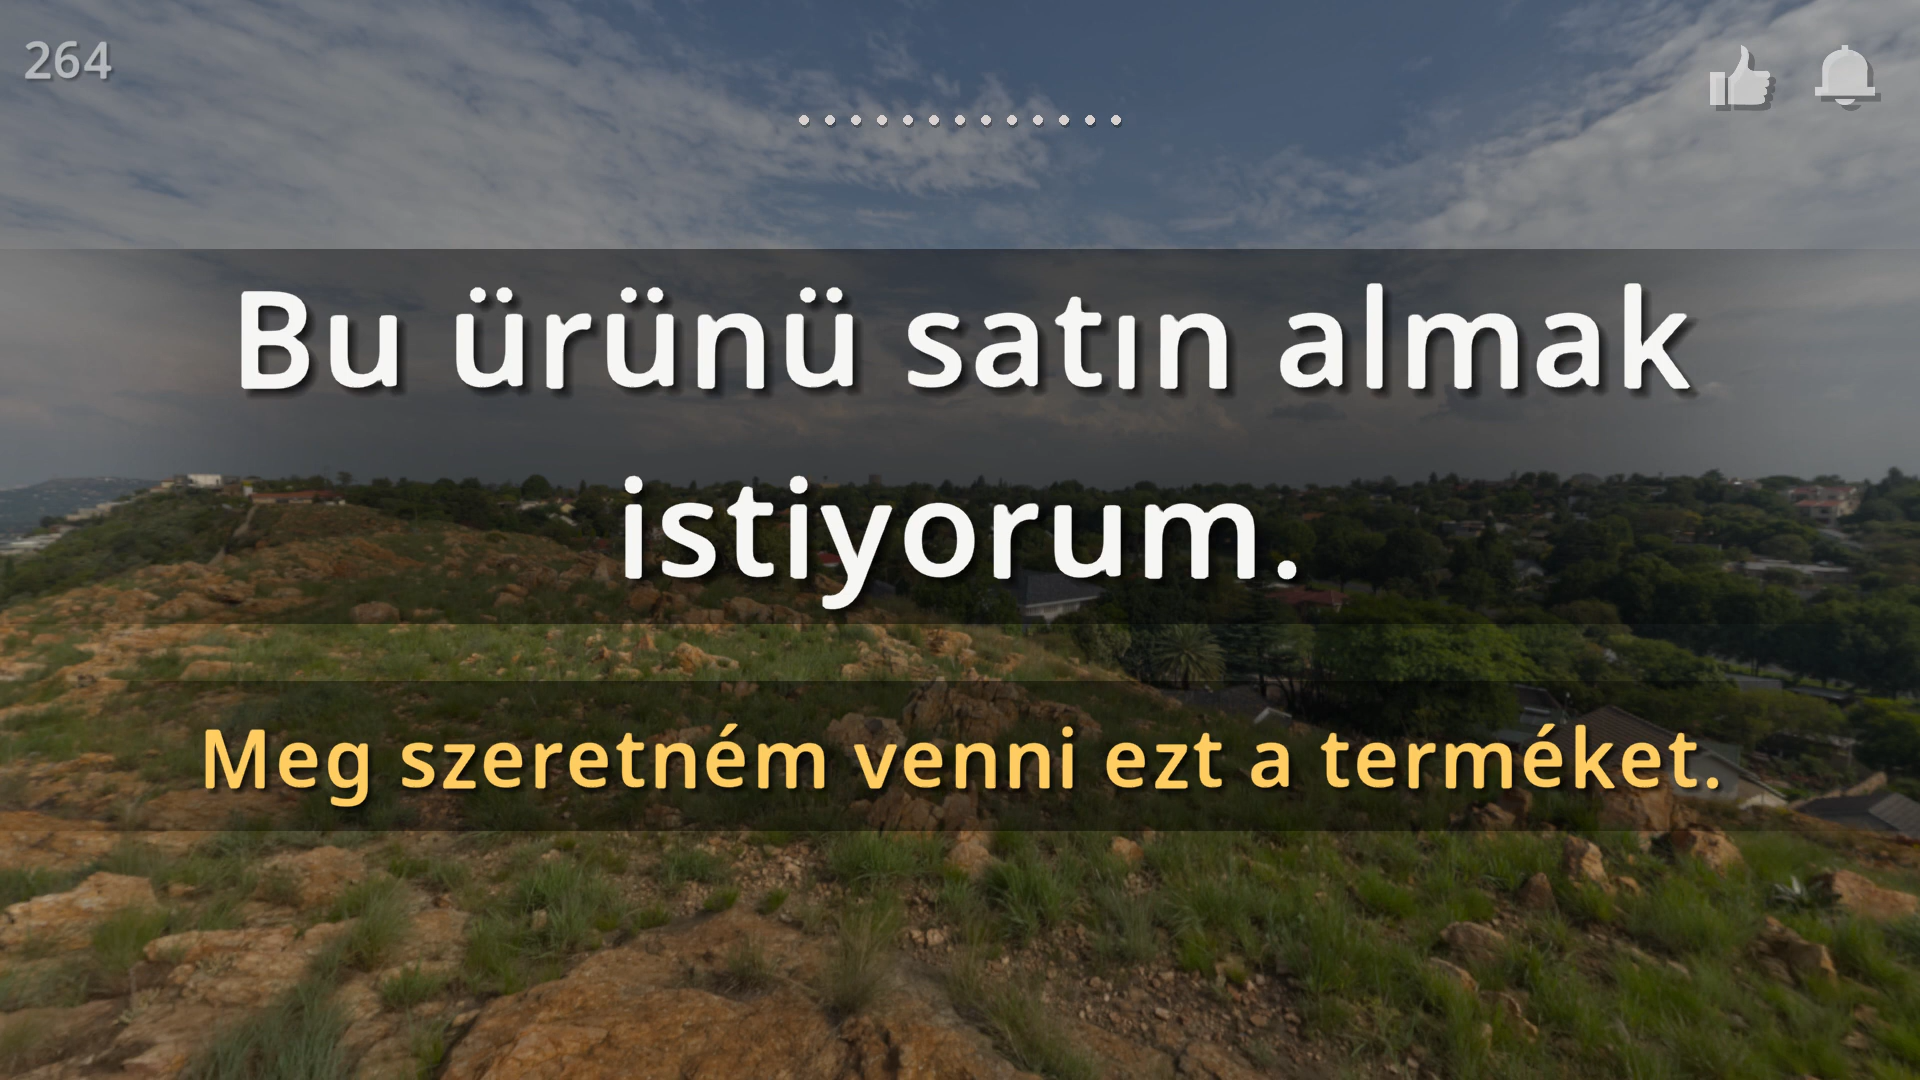 264
Bu ürünü satın almak
istiyorum.
Meg szeretném venni ezt a terméket.